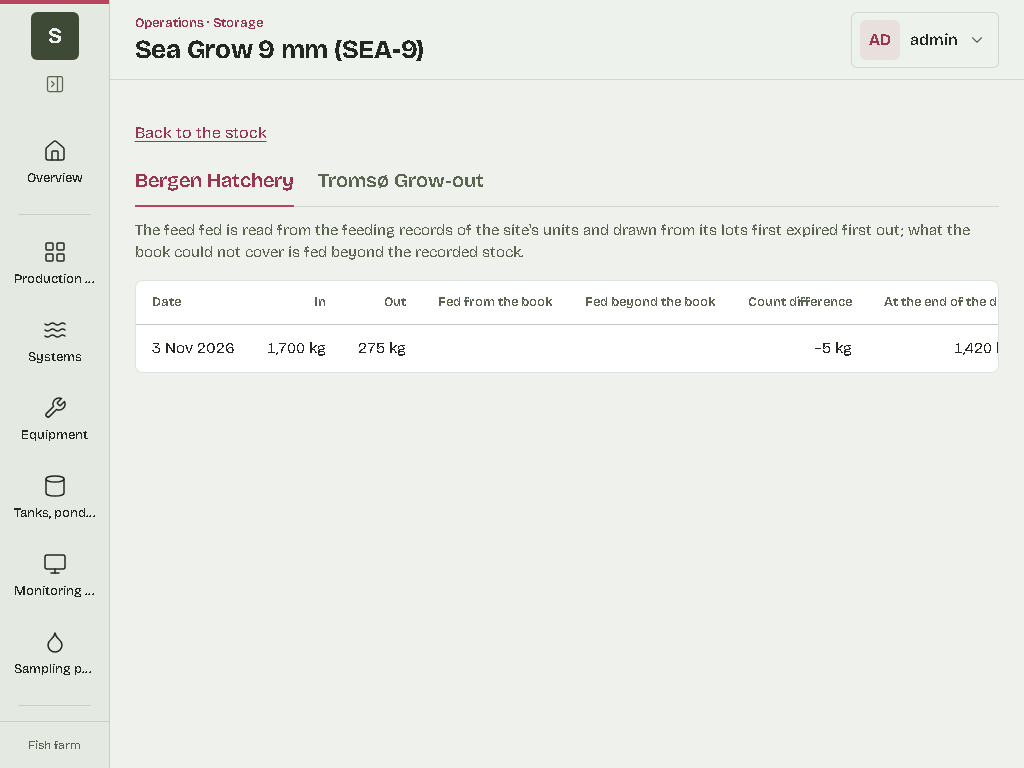 S
Operations · Storage
Sea Grow 9 mm (SEA-9)
AD admin
Overview
Production ...
Systems
Equipment
Tanks, pond...
Monitoring ...
Sampling p...
Fish farm
Back to the stock
Bergen Hatchery Tromsø Grow-out
The feed fed is read from the feeding records of the site's units and drawn from its lots first expired first out; what the
book could not cover is fed beyond the recorded stock.
Date In Out Fed from the book Fed beyond the book Count difference At the end of the d
3 Nov 2026 1,700 kg 275 kg −5 kg 1,420